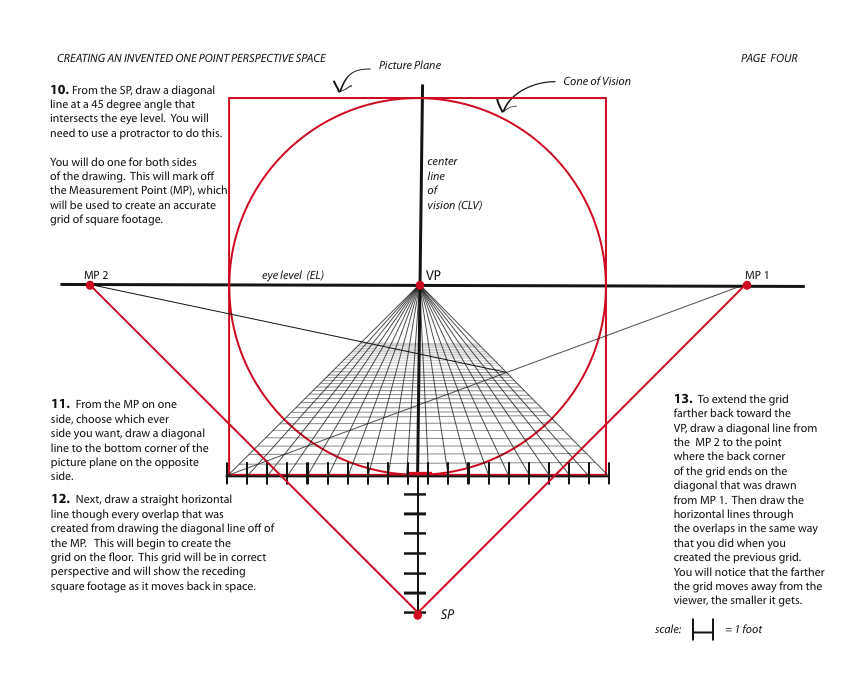 CREATING AN INVENTED ONE POINT PERSPECTIVE SPACE
PAGE FOUR
Picture Plane
Cone of Vision
10. From the SP, draw a diagonal
line at a 45 degree angle that
intersects the eye level. You will
need to use a protractor to do this.
You will do one for both sides
of the drawing. This will mark off
the Measurement Point (MP), which
will be used to create an accurate
grid of square footage.
center
line
of
vision (CLV)
MP 2
eye level (EL)
VP
MP 1
11. From the MP on one
side, choose which ever
side you want, draw a diagonal
line to the bottom corner of the
picture plane on the opposite
side.
12. Next, draw a straight horizontal
line though every overlap that was
created from drawing the diagonal line off of
the MP. This will begin to create the
grid on the floor. This grid will be in correct
perspective and will show the receding
square footage as it moves back in space.
13. To extend the grid
farther back toward the
VP, draw a diagonal line from
the MP 2 to the point
where the back corner
of the grid ends on the
diagonal that was drawn
from MP 1. Then draw the
horizontal lines through
the overlaps in the same way
that you did when you
created the previous grid.
You will notice that the farther
the grid moves away from the
viewer, the smaller it gets.
SP
scale: = 1 foot